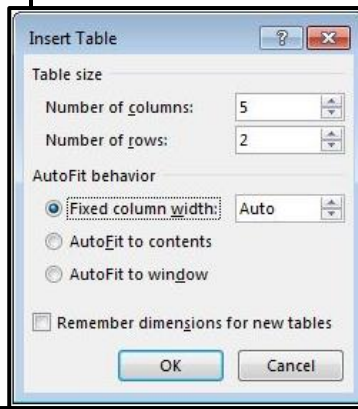 Insert Table
Table size
Number of columns: 5
Number of rows: 2
AutoFit behavior
Fixed column width: Auto
AutoFit to contents
AutoFit to window
Remember dimensions for new tables
OK Cancel